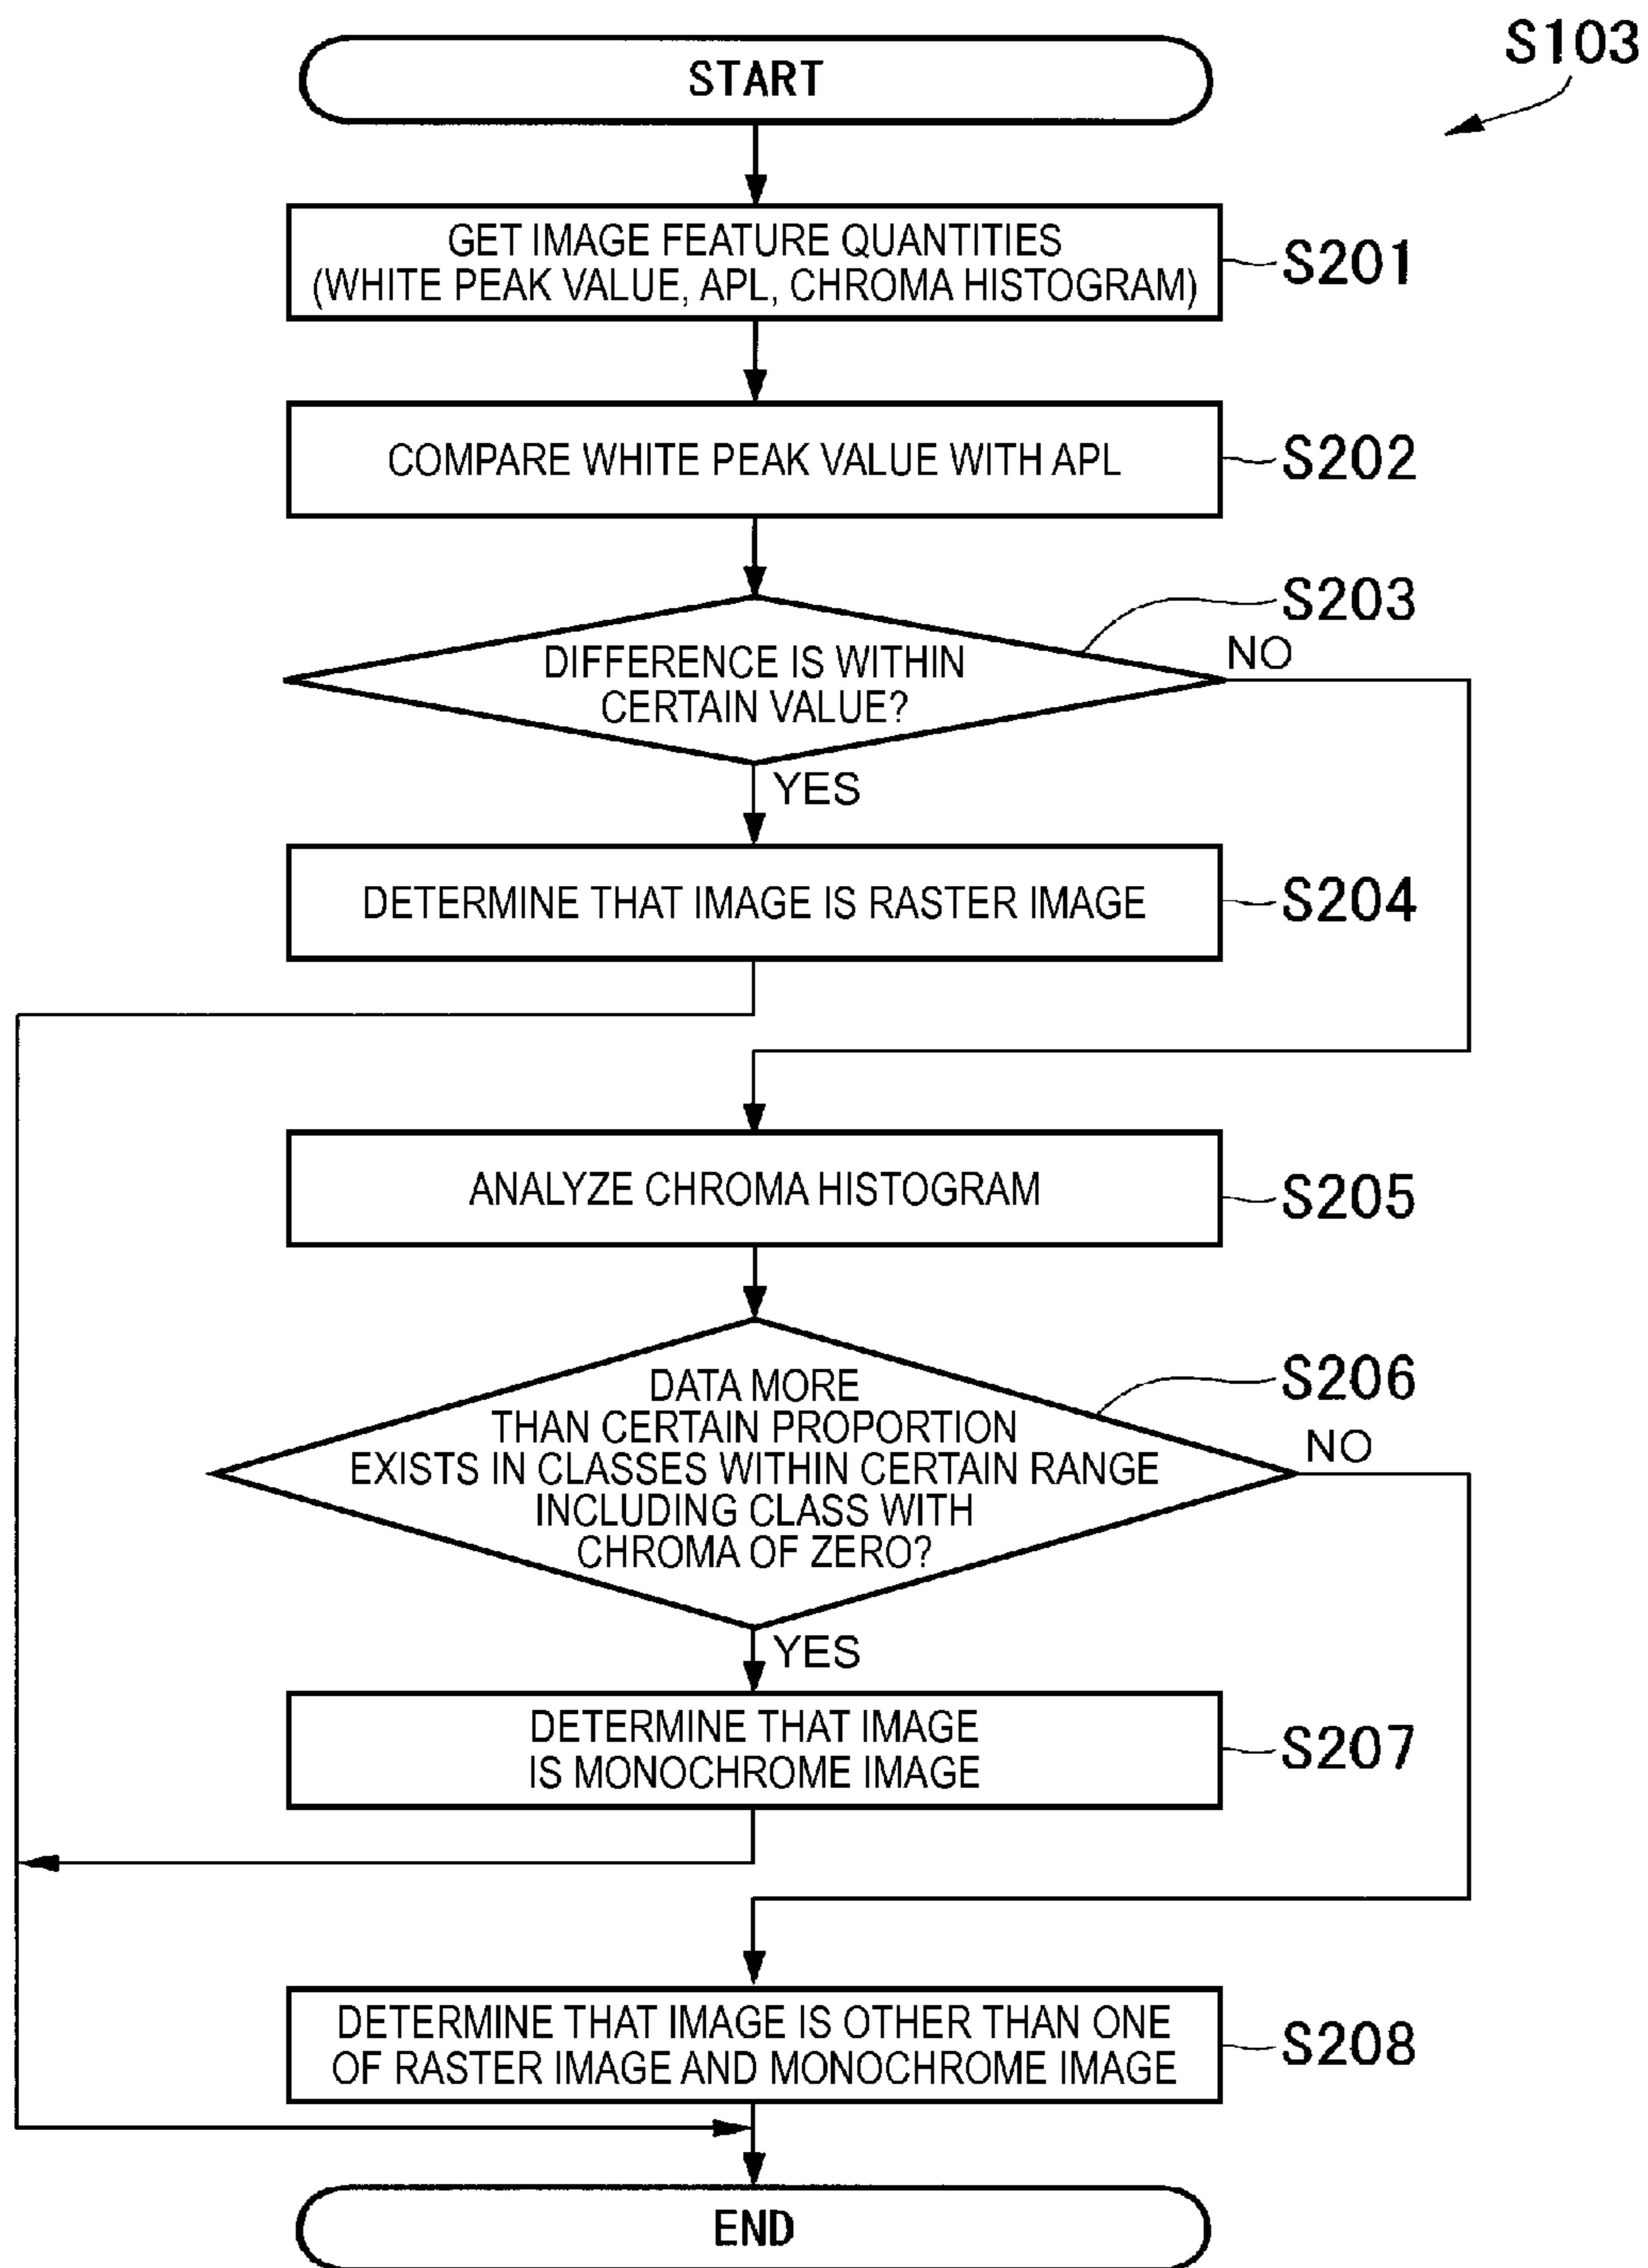 S103
START
GET IMAGE FEATURE QUANTITIES
(WHITE PEAK VALUE, APL, CHROMA HISTOGRAM)
S201
COMPARE WHITE PEAK VALUE WITH APL
S202
S203
DIFFERENCE IS WITHIN
CERTAIN VALUE?
NO
YES
DETERMINE THAT IMAGE IS RASTER IMAGE
S204
ANALYZE CHROMA HISTOGRAM
S205
S206
DATA MORE
THAN CERTAIN PROPORTION
EXISTS IN CLASSES WITHIN CERTAIN RANGE
INCLUDING CLASS WITH
CHROMA OF ZERO?
NO
YES
DETERMINE THAT IMAGE
IS MONOCHROME IMAGE
S207
DETERMINE THAT IMAGE IS OTHER THAN ONE
OF RASTER IMAGE AND MONOCHROME IMAGE
S208
END